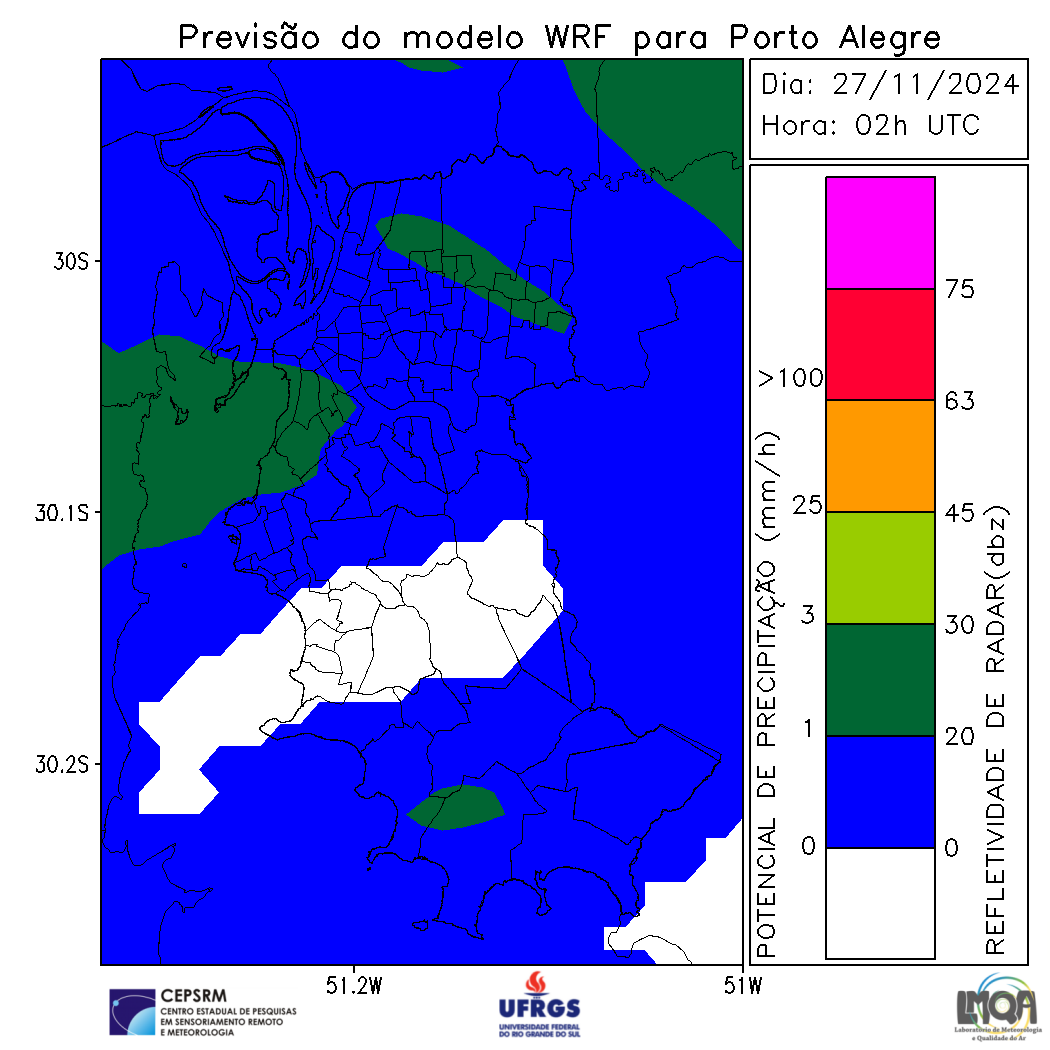 Previsão do modelo WRF para Porto Alegre
Dia: 27/11/2024
Hora: 02h UTC
30S
30.1S
30.2S
51.2W
51W
POTENCIAL DE PRECIPITAÇÃO (mm/h)
>100
25
3
1
0
75
63
45
30
20
0
REFLETIVIDADE DE RADAR(dbz)
CEPSRM
CENTRO ESTADUAL DE PESQUISAS
EM SENSORIAMENTO REMOTO
E METEOROLOGIA
UFRGS
UNIVERSIDADE FEDERAL
DO RIO GRANDE DO SUL
LMQA
Laboratório de Meteorologia
e Qualidade do Ar